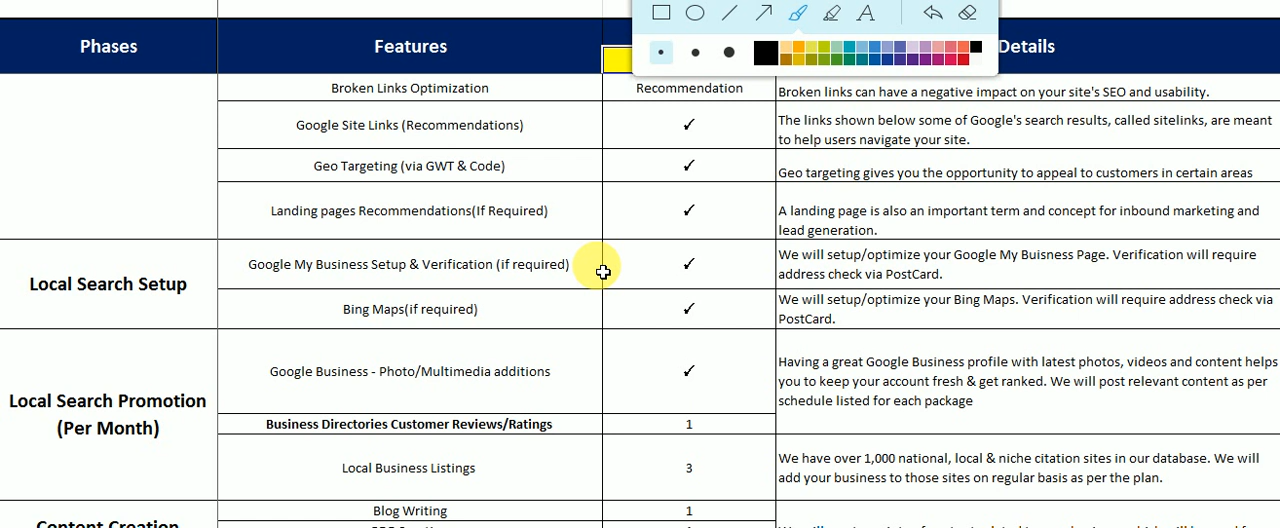 Phases
Features
Details
Broken Links Optimization
Recommendation
Broken links can have a negative impact on your site's SEO and usability.
Google Site Links (Recommendations)
✓
The links shown below some of Google's search results, called sitelinks, are meant
to help users navigate your site.
Geo Targeting (via GWT & Code)
✓
Geo targeting gives you the opportunity to appeal to customers in certain areas
Landing pages Recommendations(If Required)
✓
A landing page is also an important term and concept for inbound marketing and
lead generation.
Local Search Setup
Google My Business Setup & Verification (if required)
✓
We will setup/optimize your Google My Buisness Page. Verification will require
address check via PostCard.
Bing Maps(if required)
✓
We will setup/optimize your Bing Maps. Verification will require address check via
PostCard.
Local Search Promotion
(Per Month)
Google Business - Photo/Multimedia additions
✓
Having a great Google Business profile with latest photos, videos and content helps
you to keep your account fresh & get ranked. We will post relevant content as per
schedule listed for each package
Business Directories Customer Reviews/Ratings
1
Local Business Listings
3
We have over 1,000 national, local & niche citation sites in our database. We will
add your business to those sites on regular basis as per the plan.
Content Creation
Blog Writing
1